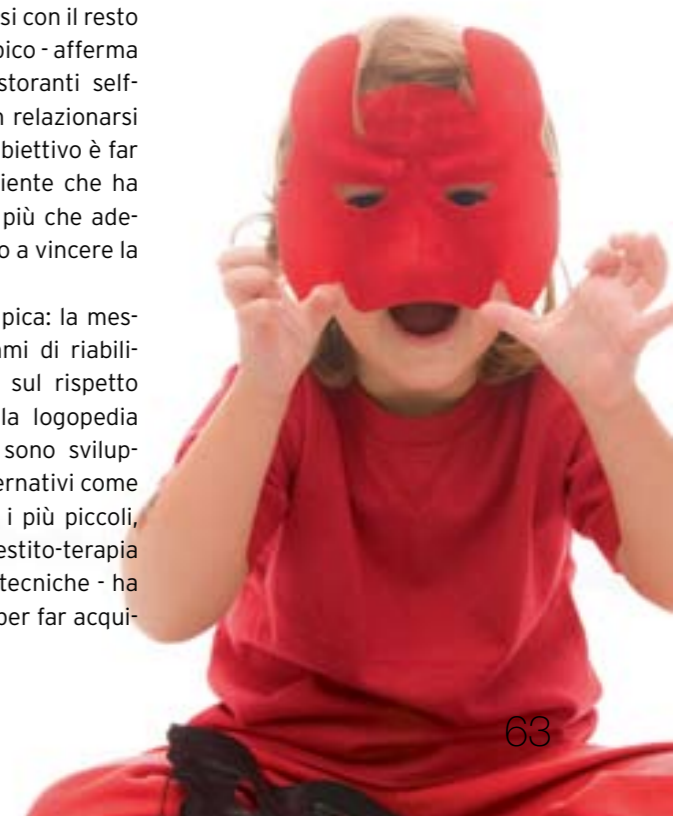 si con il resto
pico - afferma
storanti self-
n relazionarsi
biettivo è far
iente che ha
più che ade-
o a vincere la
pica: la mes-
ami di riabili-
sul rispetto
la logopedia
sono svilup-
ernativi come
i più piccoli,
estito-terapia
tecniche - ha
per far acqui-
63